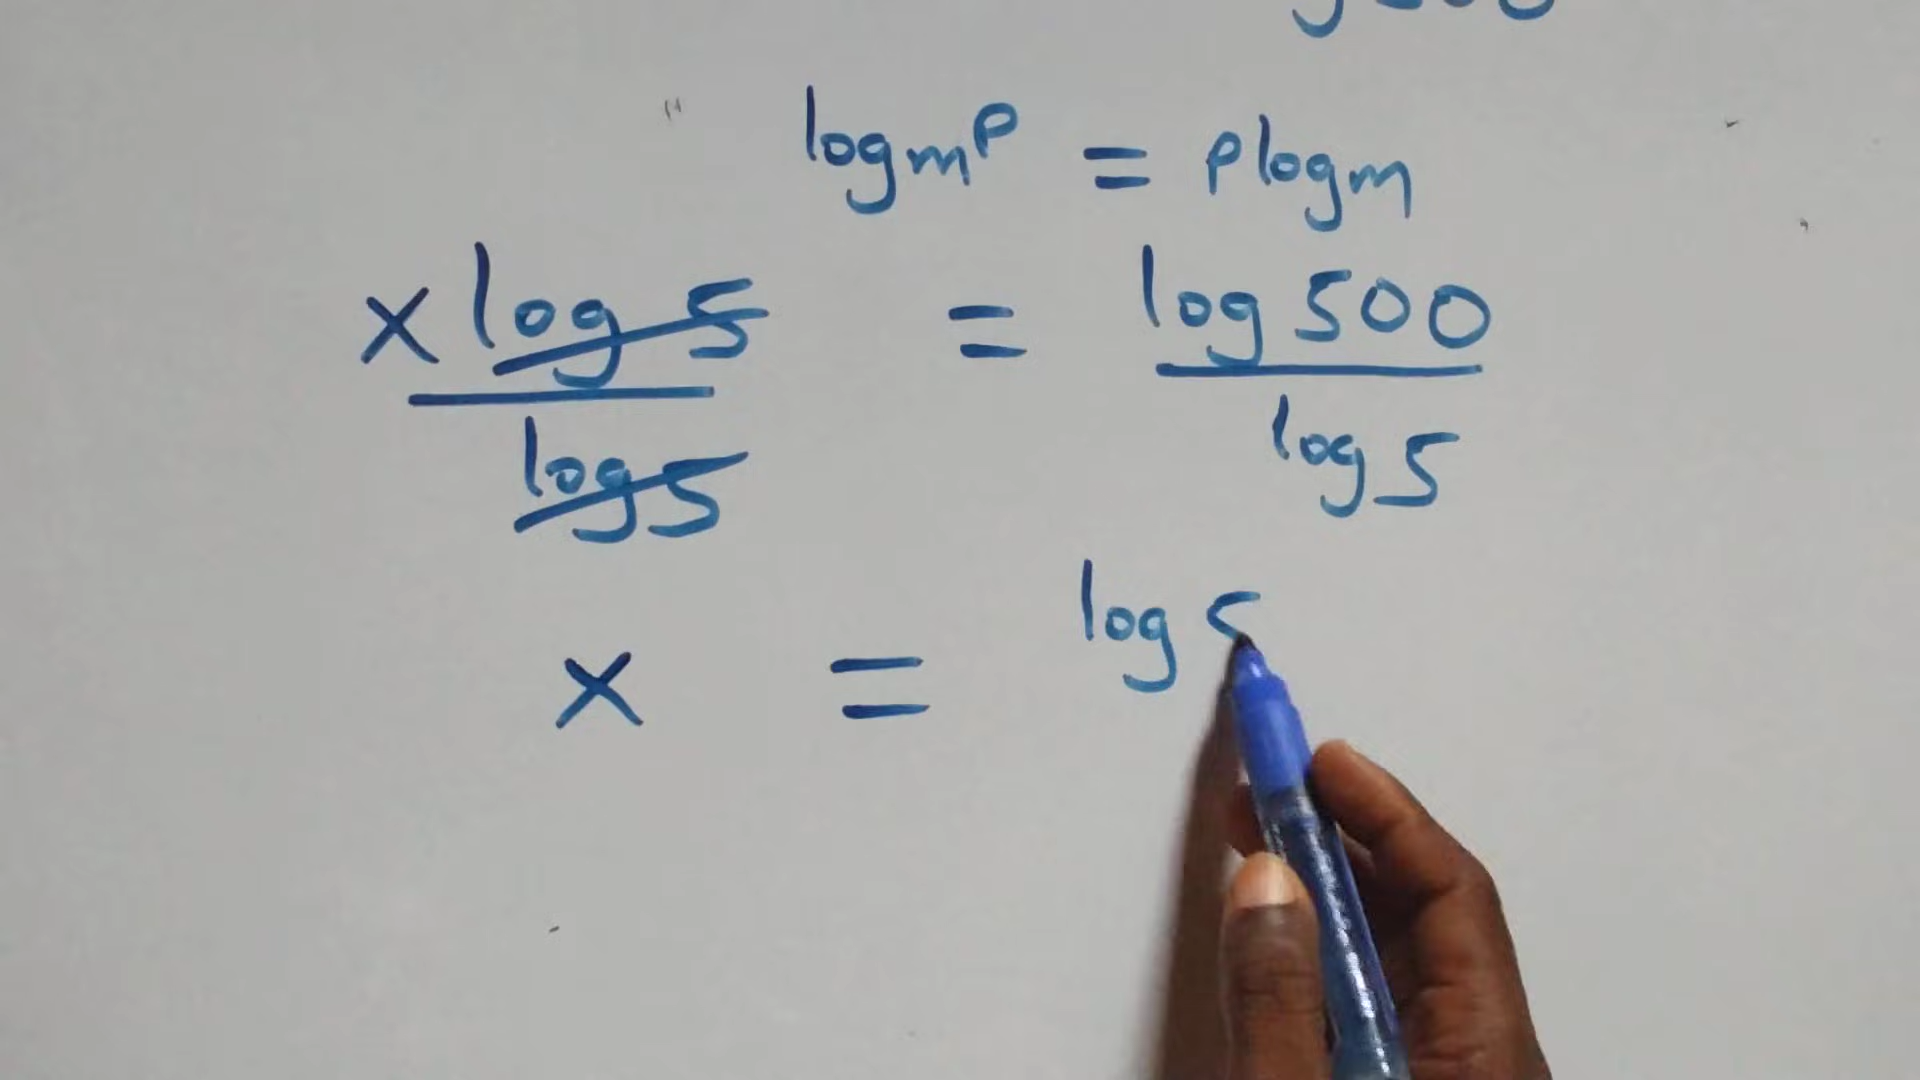 log m^p = p log m
x log 5 / log 5 = log 500 / log 5
x = log 5